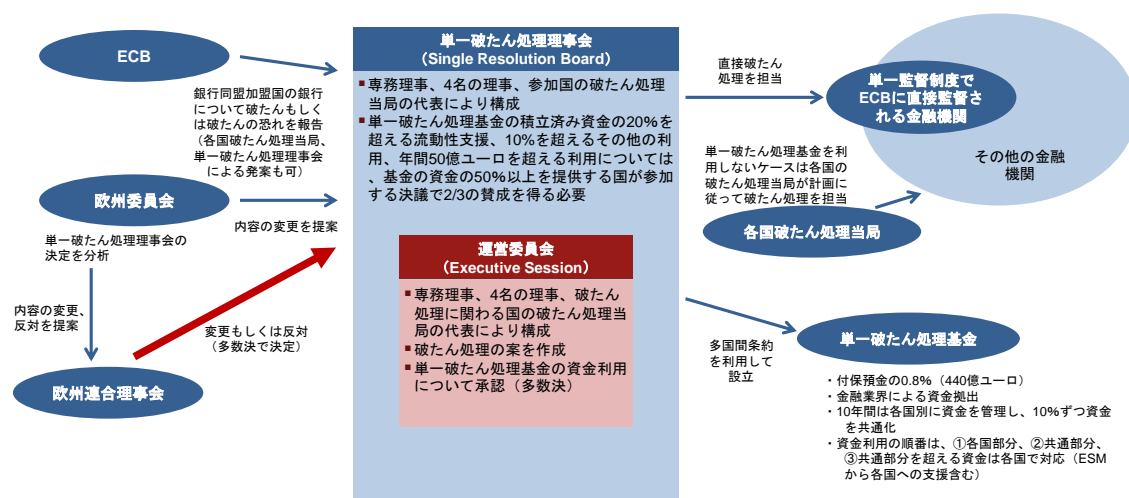 ECB
銀行同盟加盟国の銀行
について破たんもしく
は破たんの恐れを報告
（各国破たん処理当局、
単一破たん処理理事会
による発案も可）
欧州委員会
内容の変更を提案
単一破たん処理理事会の
決定を分析
内容の変更、
反対を提案
変更もしくは反対
（多数決で決定）
欧州連合理事会
単一破たん処理理事会
（Single Resolution Board）
■専務理事、4名の理事、参加国の破たん処理
当局の代表により構成
■単一破たん処理基金の積立済み資金の20%を
超える流動性支援、10%を超えるその他の利
用、年間50億ユーロを超える利用については
、基金の資金の50%以上を提供する国が参加
する決議で2/3の賛成を得る必要
運営委員会
（Executive Session）
■専務理事、4名の理事、破たん
処理に関わる国の破たん処理当
局の代表により構成
■破たん処理の案を作成
■単一破たん処理基金の資金利用
について承認（多数決）
直接破たん
処理を担当
単一監督制度で
ECBに直接監督さ
れる金融機関
その他の金融
機関
単一破たん処理基金を利
用しないケースは各国の
破たん処理当局が計画に
従って破たん処理を担当
各国破たん処理当局
多国間条約
を利用して
設立
単一破たん処理基金
・付保預金の0.8%（440億ユーロ）
・金融業界による資金拠出
・10年間は各国別に資金を管理し、10%ずつ資金
を共通化
・資金利用の順番は、①各国部分、②共通部分、
③共通部分を超える資金は各国で対応（ESM
から各国への支援含む）